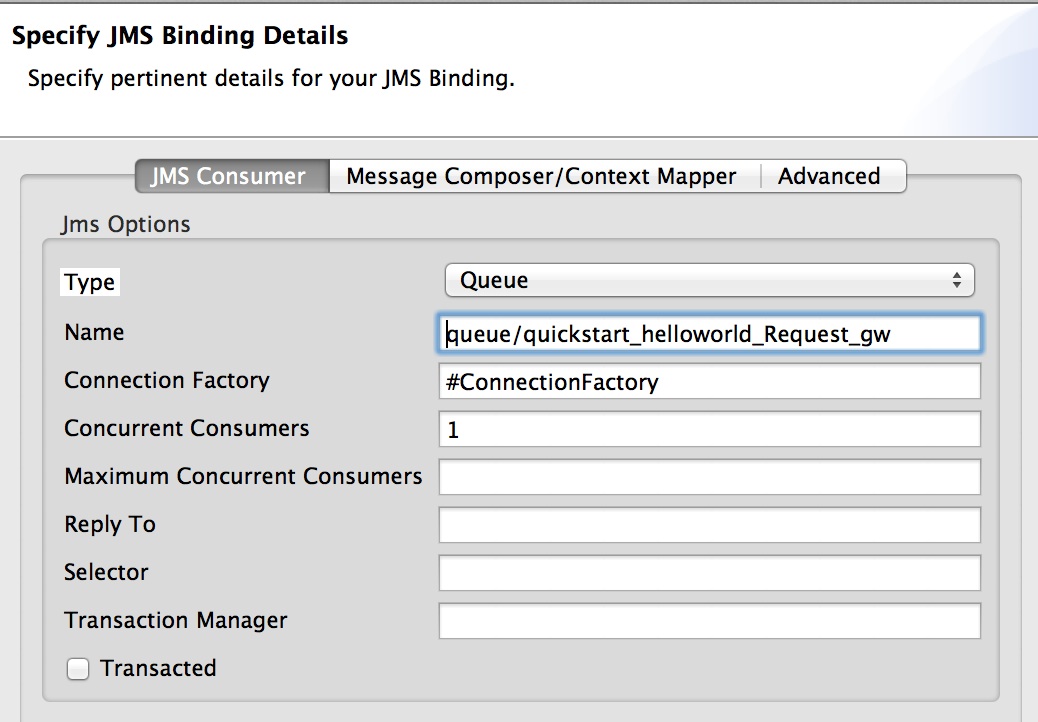 Specify JMS Binding Details
Specify pertinent details for your JMS Binding.
JMS Consumer Message Composer/Context Mapper Advanced
Jms Options
Type Queue
Name queue/quickstart_helloworld_Request_gw
Connection Factory #ConnectionFactory
Concurrent Consumers 1
Maximum Concurrent Consumers
Reply To
Selector
Transaction Manager
Transacted